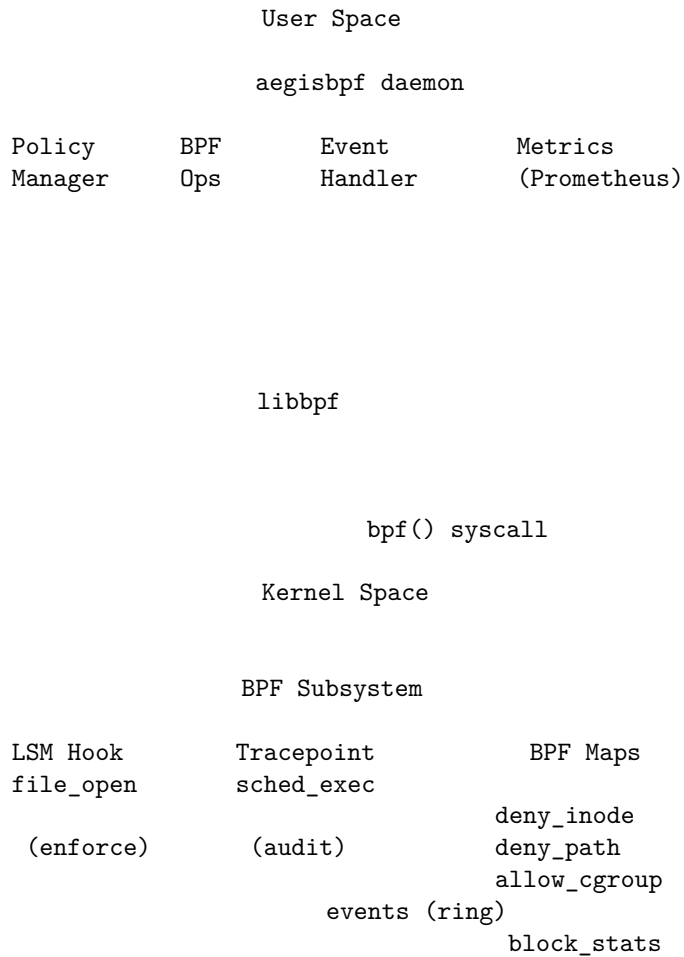 User Space
aegisbpf daemon
Policy BPF Event Metrics
Manager Ops Handler (Prometheus)
libbpf
bpf() syscall
Kernel Space
BPF Subsystem
LSM Hook Tracepoint BPF Maps
file_open sched_exec
deny_inode
(enforce) (audit) deny_path
allow_cgroup
events (ring)
block_stats